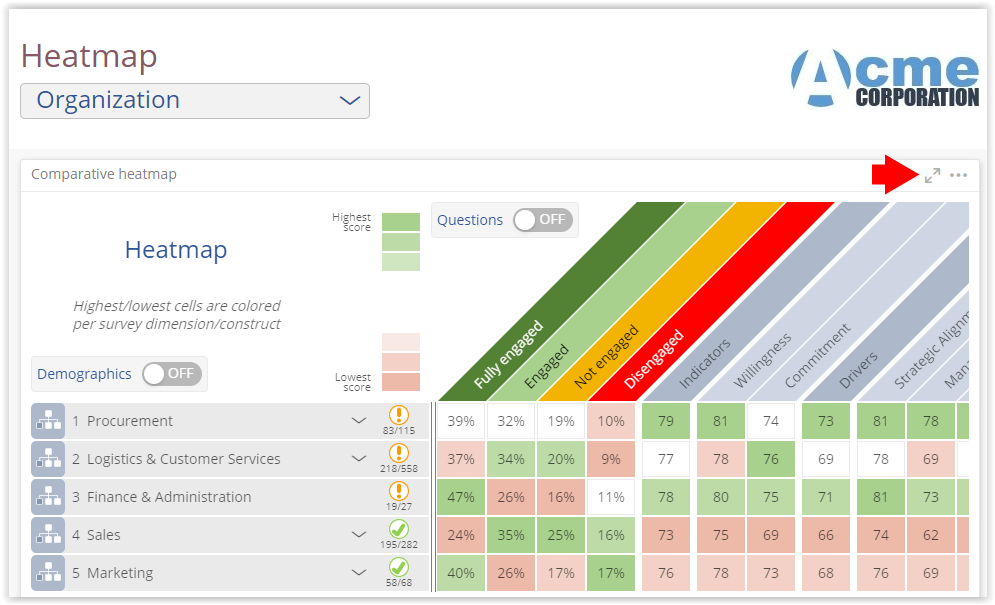 Heatmap
Organization
Acme
CORPORATION
Comparative heatmap
Highest
score
Questions OFF
Heatmap
Highest/lowest cells are colored
per survey dimension/construct
Demographics OFF
Lowest
score
Fully engaged
Engaged
Not engaged
Disengaged
Indicators
Willingness
Commitment
Drivers
Strategic Alignm
Man
1 Procurement 83/115 39% 32% 19% 10% 79 81 74 73 81 78
2 Logistics & Customer Services 218/558 37% 34% 20% 9% 77 78 76 69 78 69
3 Finance & Administration 19/27 47% 26% 16% 11% 78 80 75 71 81 73
4 Sales 195/282 24% 35% 25% 16% 73 75 69 66 74 62
5 Marketing 58/68 40% 26% 17% 17% 76 78 73 68 76 69